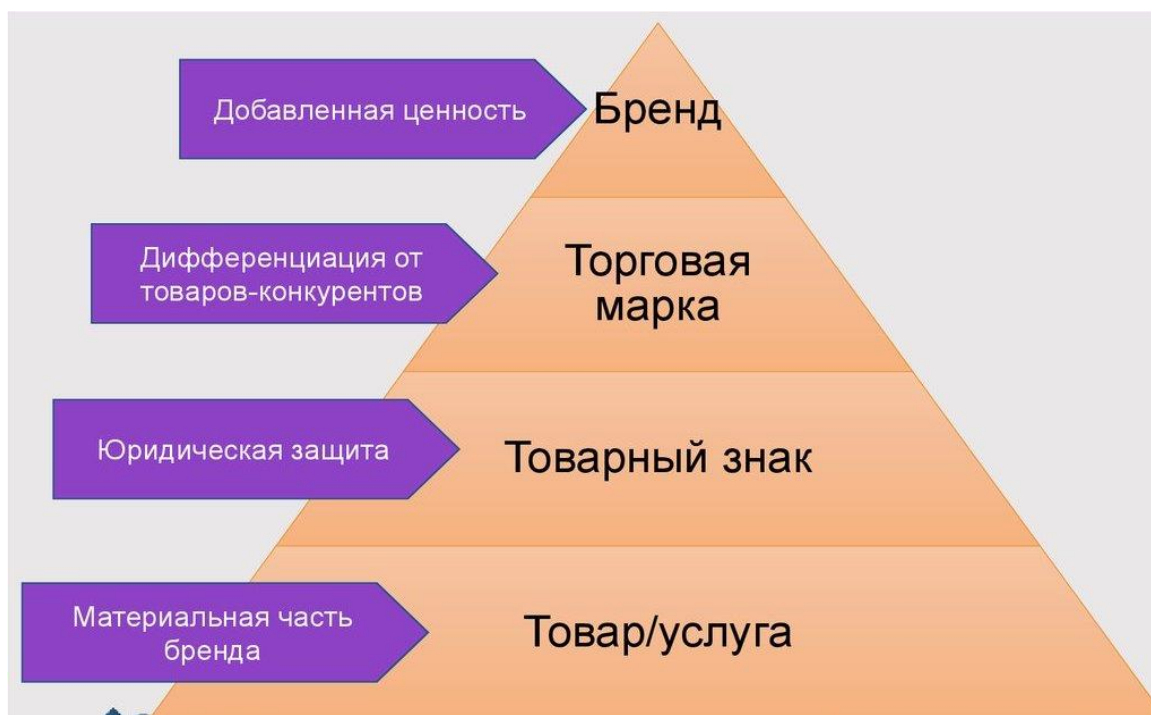 Добавленная ценность
Бренд
Дифференциация от
товаров-конкурентов
Торговая
марка
Юридическая защита
Товарный знак
Материальная часть
бренда
Товар/услуга